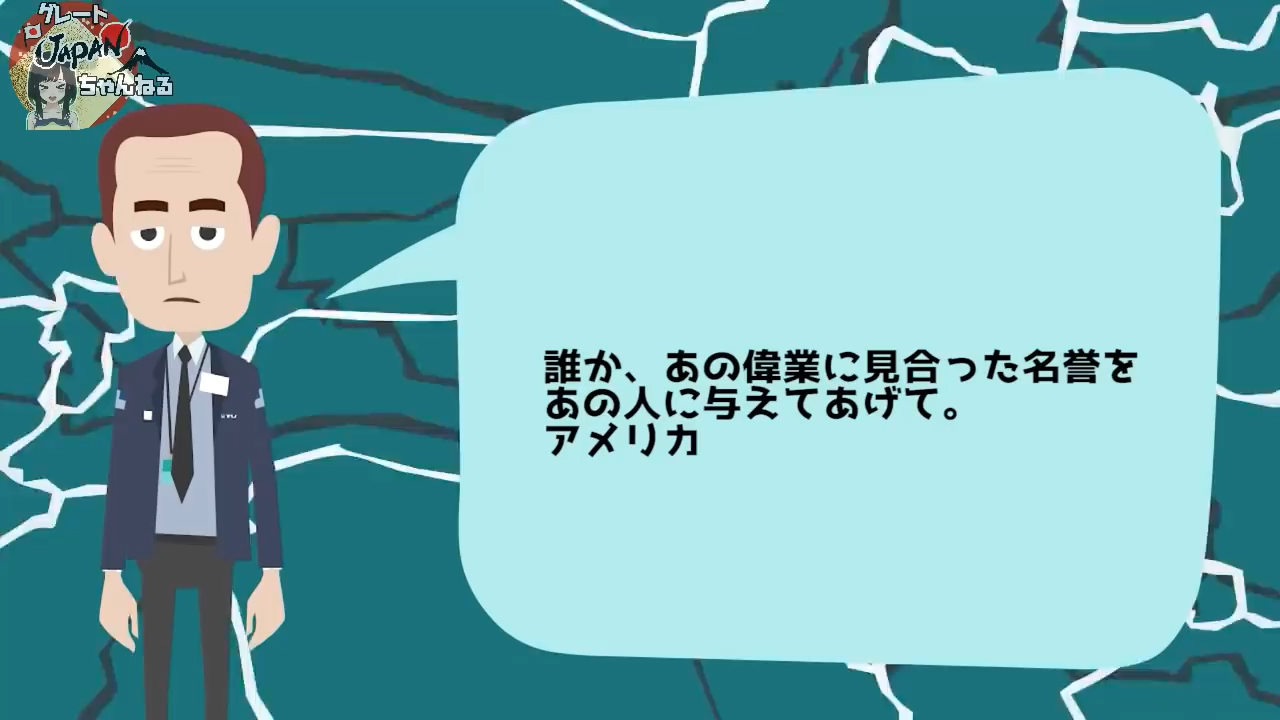 グレート
JAPAN
ちゃんねる
誰か、あの偉業に見合った名誉を
あの人に与えてあげて。
アメリカ